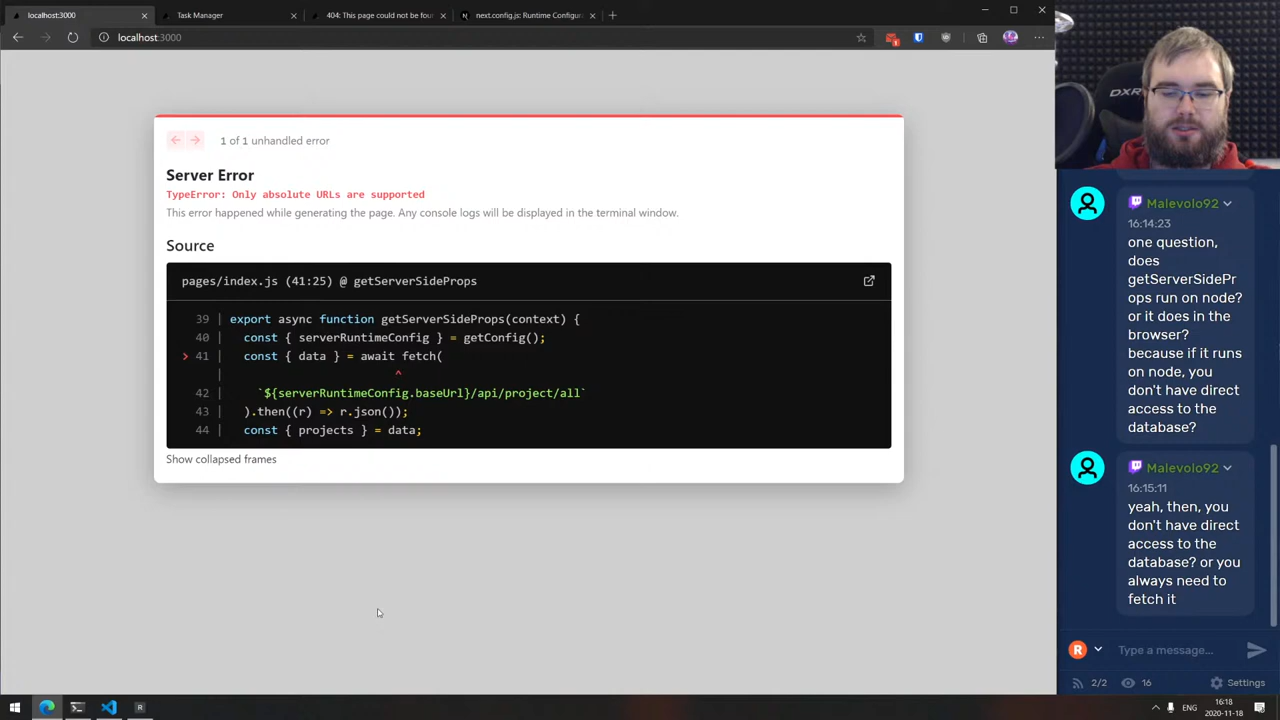 localhost:3000
Task Manager
404: This page could not be fou
next.config.js: Runtime Configur
localhost:3000
1 of 1 unhandled error
Server Error
TypeError: Only absolute URLs are supported
This error happened while generating the page. Any console logs will be displayed in the terminal window.
Source
pages/index.js (41:25) @ getServerSideProps
39 | export async function getServerSideProps(context) {
40 |   const { serverRuntimeConfig } = getConfig();
> 41 |   const { data } = await fetch(
|                         ^
42 |     `${serverRuntimeConfig.baseUrl}/api/project/all`
43 |   ).then((r) => r.json());
44 |   const { projects } = data;
Show collapsed frames
DXR
Malevolo92
16:14:23
one question,
does
getServerSidePr
ops run on node?
or it does in the
browser?
because if it runs
on node, you
don't have direct
access to the
database?
Malevolo92
16:15:11
yeah, then, you
don't have direct
access to the
database? or you
always need to
fetch it
R
Type a message...
2/2
16
Settings
R
ENG
16:18
2020-11-18